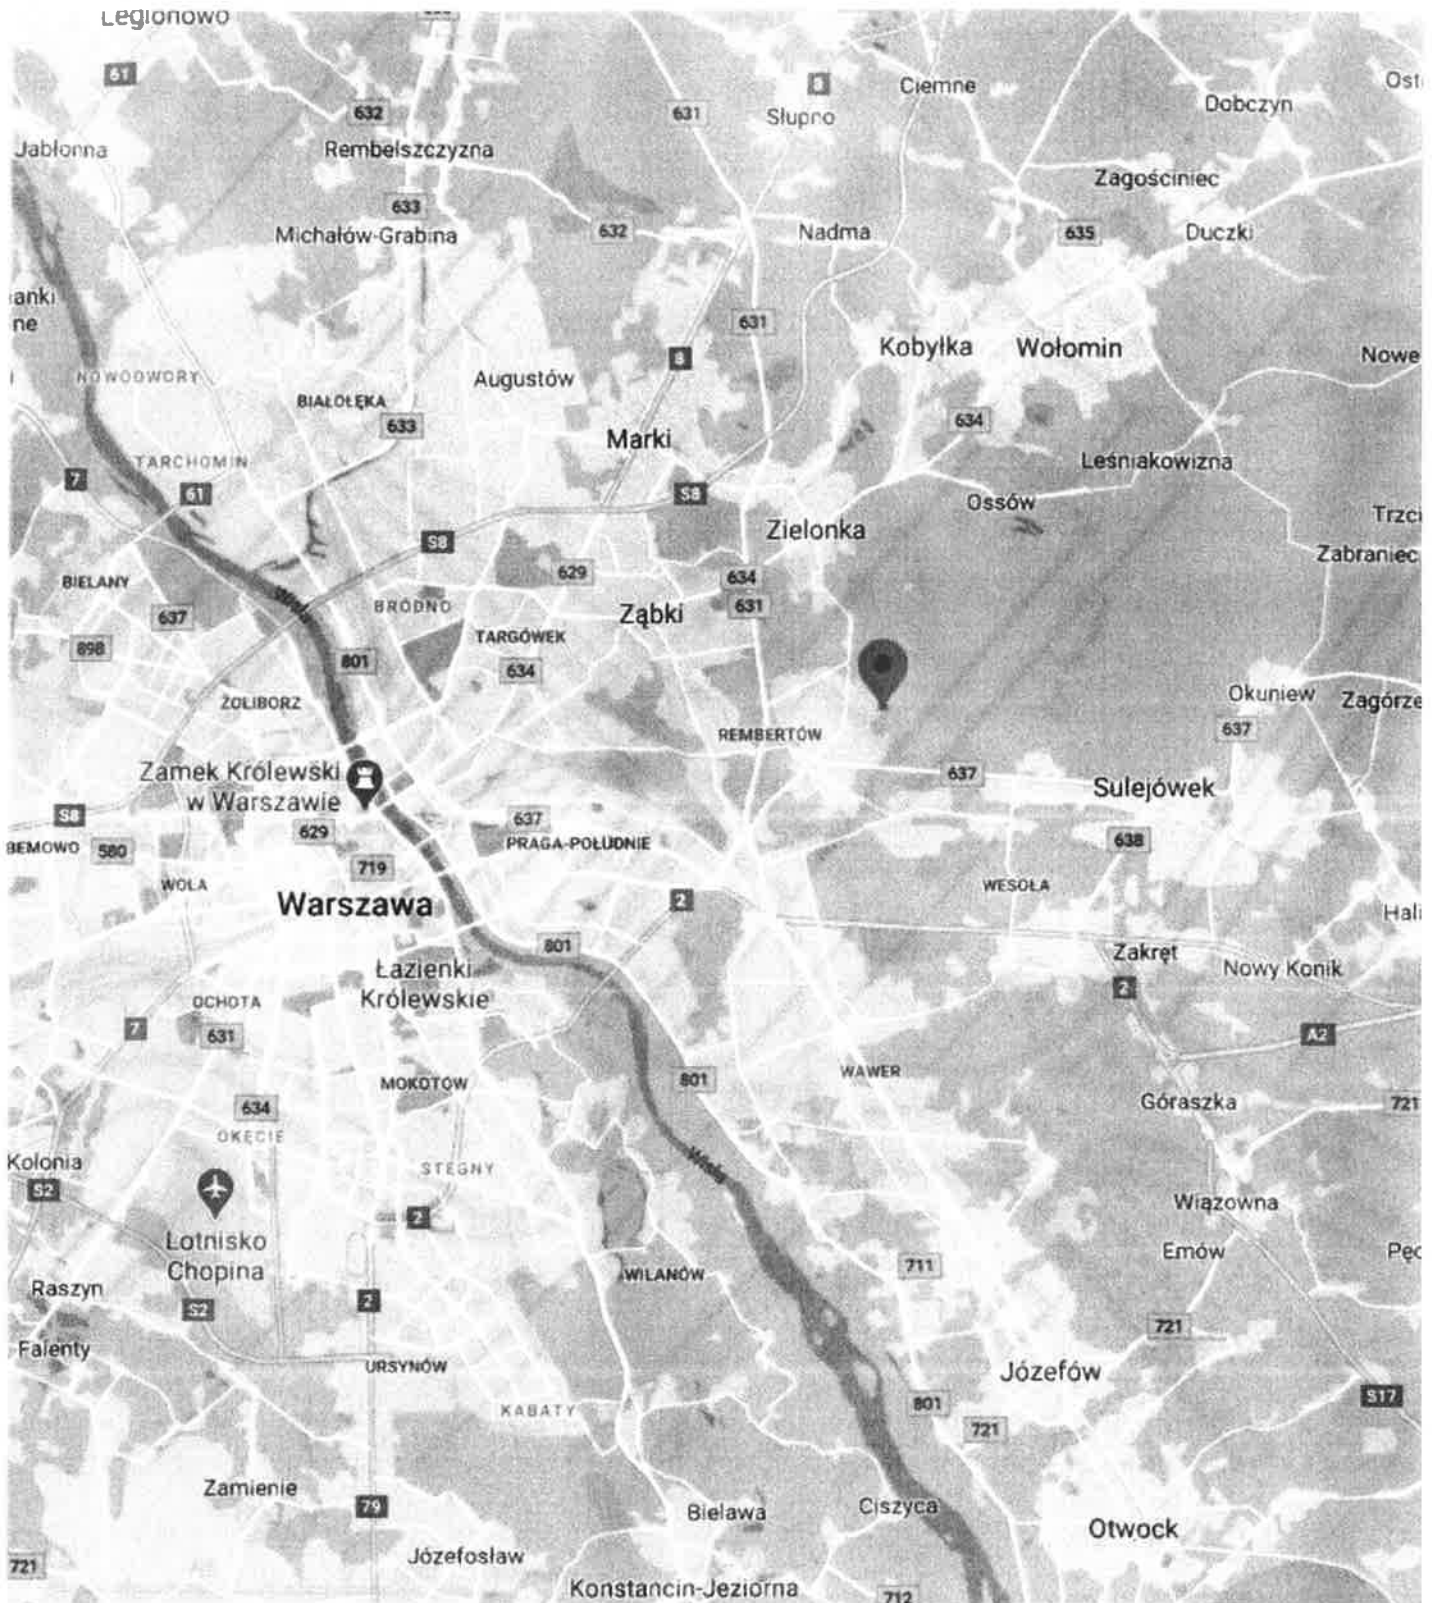 Legionowo
61
8
Ciemne
Ost
Dobczyn
632
631
Słupno
Jabłonna
Rembelszczyzna
Zagościniec
633
Michałów-Grabina
632
Nadma
635
Duczki
anki
ne
631
8
Kobyłka
Wołomin
Nowe
NOWODWORY
Augustów
BIAŁOŁĘKA
633
634
Marki
TARCHOMIN
Leśniakowizna
7
61
S8
Ossów
Trzci
Zielonka
S8
Zabraniec
BIELANY
629
634
Wisła
BRÓDNO
631
637
Ząbki
TARGÓWEK
898
801
634
ŻOLIBORZ
Okuniew
Zagórze
REMBERTÓW
637
Zamek Królewski
w Warszawie
637
Sulejówek
S8
629
637
638
BEMOWO
580
PRAGA-POŁUDNIE
719
WOLA
WESOŁA
Warszawa
2
Hali
801
Zakręt
Łazienki
Królewskie
Nowy Konik
2
OCHOTA
7
631
A2
801
WAWER
MOKOTÓW
634
Góraszka
721
OKĘCIE
Kolonia
STEGNY
Wisła
S2
Wiązowna
2
Lotnisko
Chopina
Emów
Pęc
711
WILANÓW
Raszyn
S2
2
721
Falenty
URSYNÓW
Józefów
S17
801
KABATY
721
Zamienie
79
Bielawa
Ciszyca
Otwock
Józefosław
721
Konstancin-Jeziorna
712